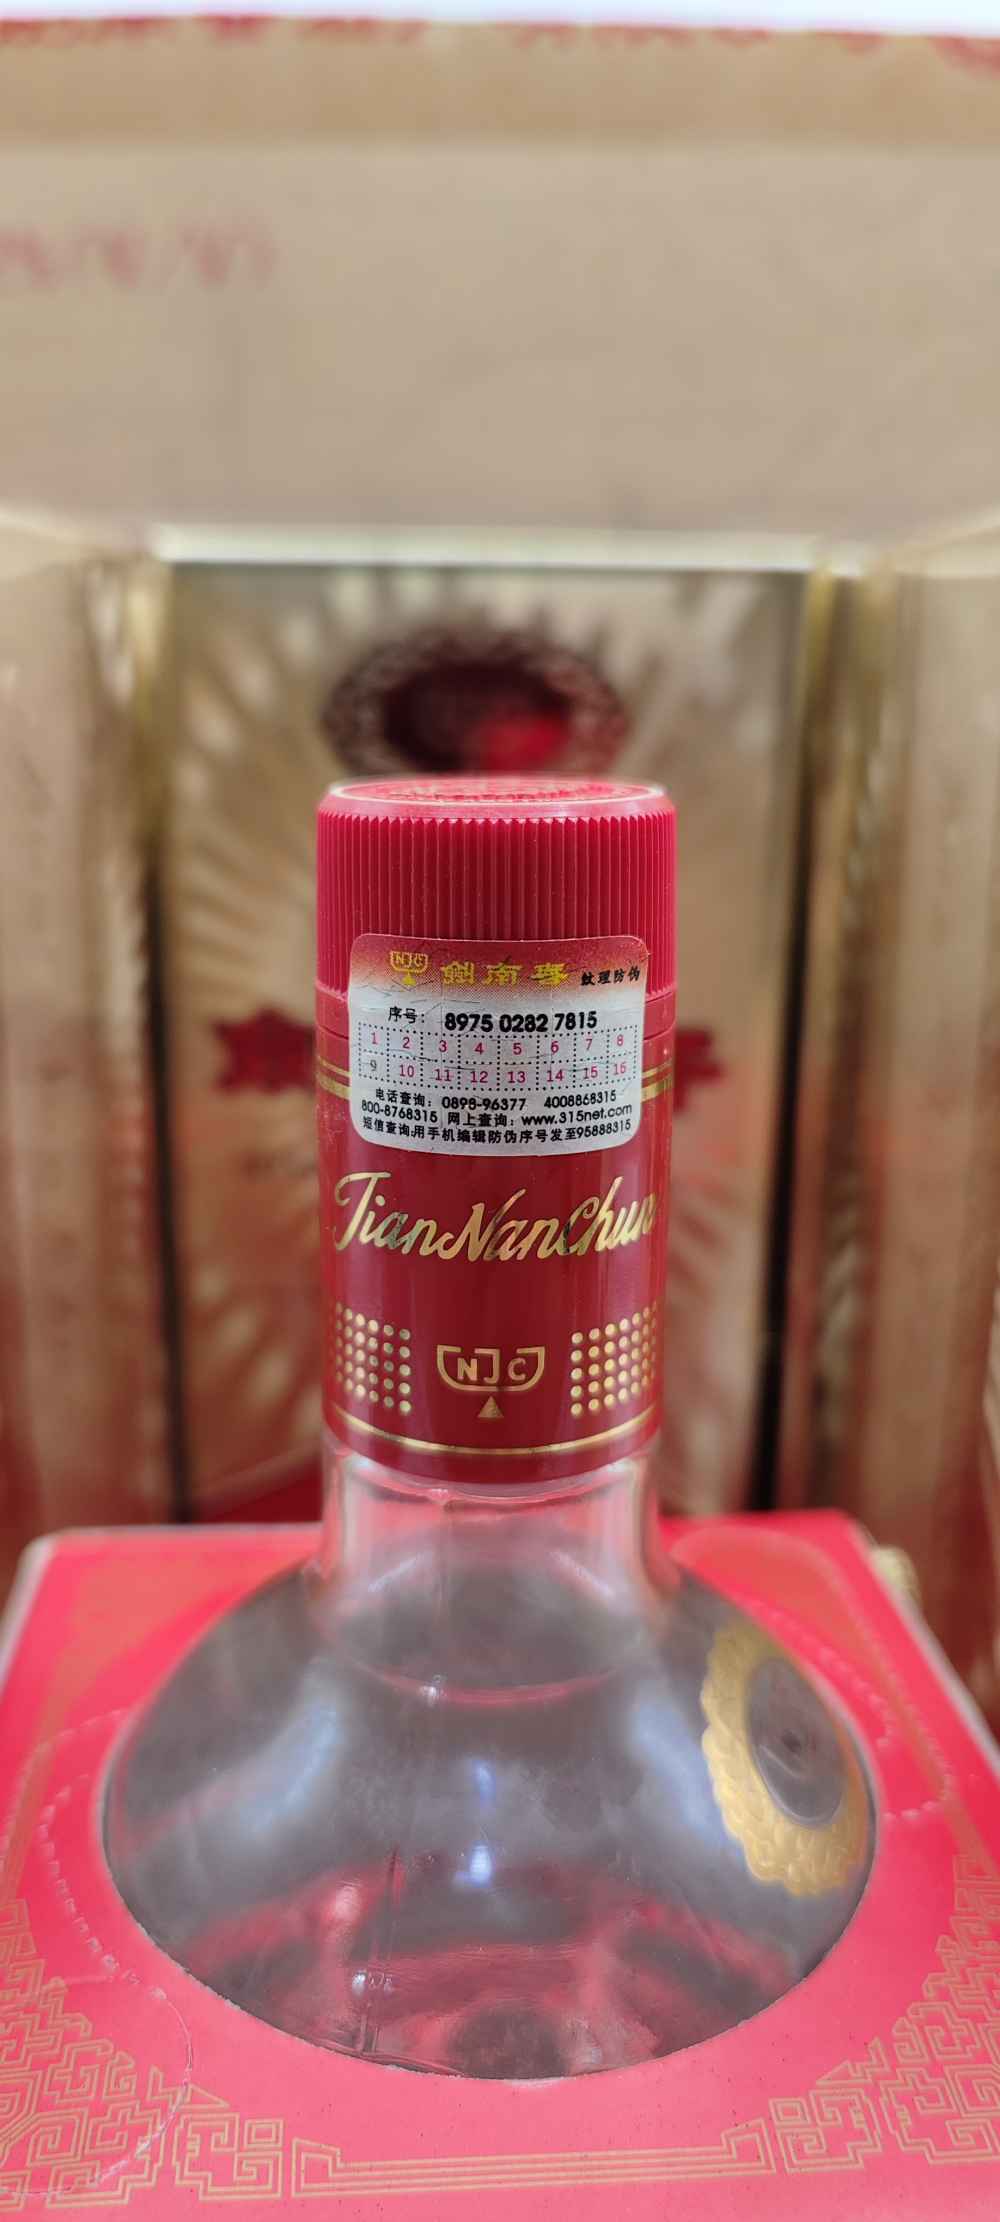 NJC 劍南春 纹理防伪
序号： 8975 0282 7815
1 2 3 4 5 6 7 8
9 10 11 12 13 14 15 16
电话查询：0898-96377 4008868315
800-8768315 网上查询：www.315net.com
短信查询:用手机编辑防伪序号发至95888315
JianNanChun
NJC